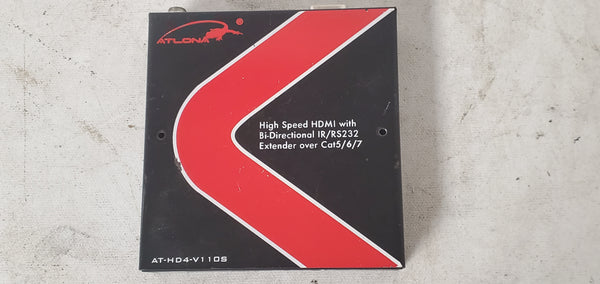 ATLONA®
High Speed HDMI with
Bi-Directional IR/RS232
Extender over Cat5/6/7
AT-HD4-V110S